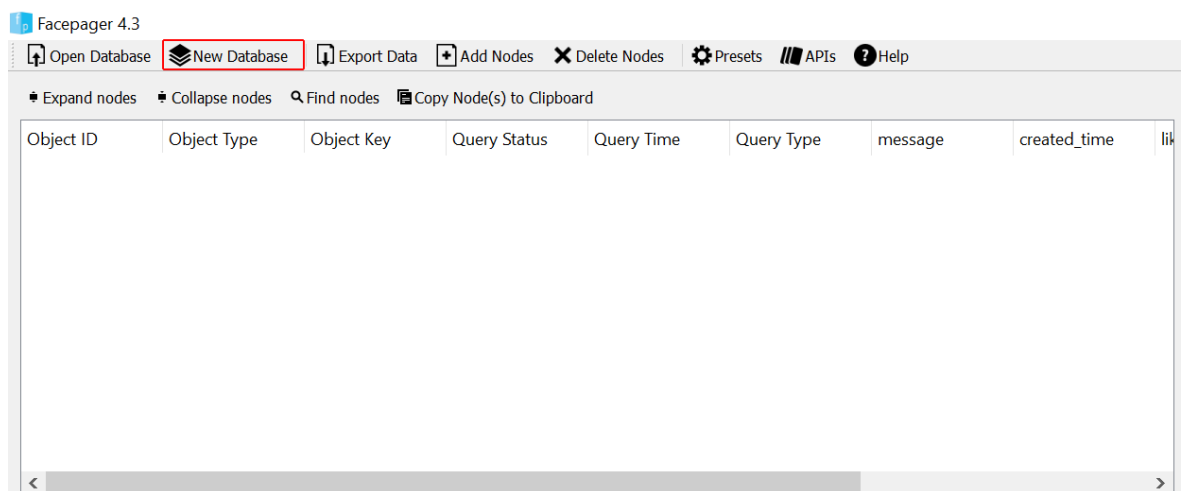 Facepager 4.3
Open Database New Database Export Data Add Nodes Delete Nodes Presets APIs Help
Expand nodes Collapse nodes Find nodes Copy Node(s) to Clipboard
Object ID Object Type Object Key Query Status Query Time Query Type message created_time